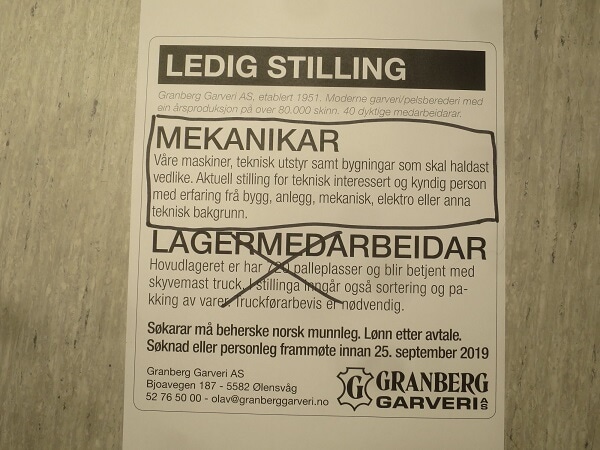 LEDIG STILLING
Granberg Garveri AS, etablert 1951. Moderne garveri/pelsberederi med
ein årsproduksjon på over 80.000 skinn. 40 dyktige medarbeidarar.
MEKANIKAR
Våre maskiner, teknisk utstyr samt bygningar som skal haldast
vedlike. Aktuell stilling for teknisk interessert og kyndig person
med erfaring frå bygg, anlegg, mekanisk, elektro eller anna
teknisk bakgrunn.
LAGERMEDARBEIDAR
Hovudlageret er har 720 palleplasser og blir betjent med
skyvemast truck. I stillinga inngår også sortering og pa-
kking av varer. Truckførarbevis er nødvendig.
Søkarar må beherske norsk munnleg. Lønn etter avtale.
Søknad eller personleg frammøte innan 25. september 2019
Granberg Garveri AS
Bjoavegen 187 - 5582 Ølensvåg
52 76 50 00 - olav@granberggarveri.no
G GRANBERG
GARVERI AS